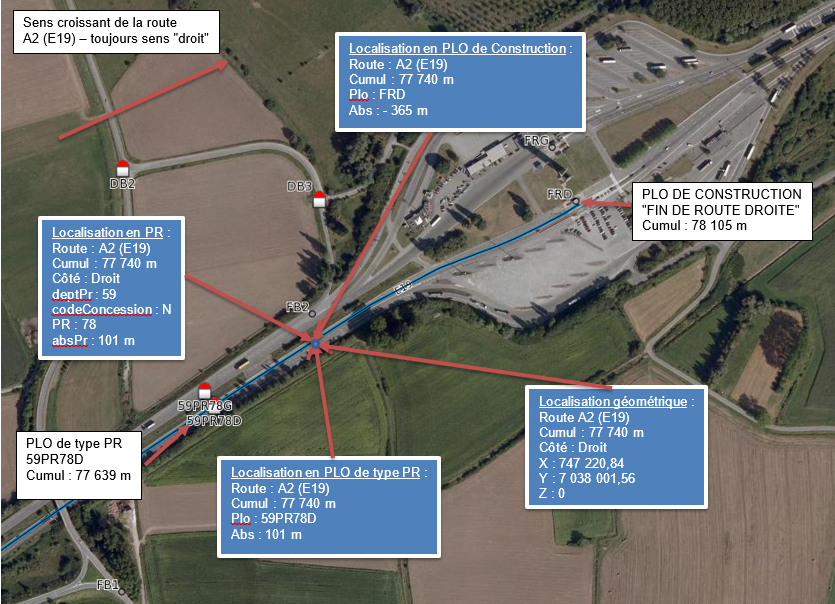 Sens croissant de la route
A2 (E19) – toujours sens "droit"
Localisation en PLO de Construction :
Route : A2 (E19)
Cumul : 77 740 m
Plo : FRD
Abs : - 365 m
FRG
DB2
DB3
FRD
PLO DE CONSTRUCTION
"FIN DE ROUTE DROITE"
Cumul : 78 105 m
Localisation en PR :
Route : A2 (E19)
Cumul : 77 740 m
Côté : Droit
deptPr : 59
codeConcession : N
PR : 78
absPr : 101 m
E19
FB2
59PR78G
59PR78D
PLO de type PR
59PR78D
Cumul : 77 639 m
Localisation géométrique :
Route A2 (E19)
Cumul : 77 740 m
Côté : Droit
X : 747 220,84
Y : 7 038 001,56
Z : 0
Localisation en PLO de type PR :
Route : A2 (E19)
Cumul : 77 740 m
Plo : 59PR78D
Abs : 101 m
FB1